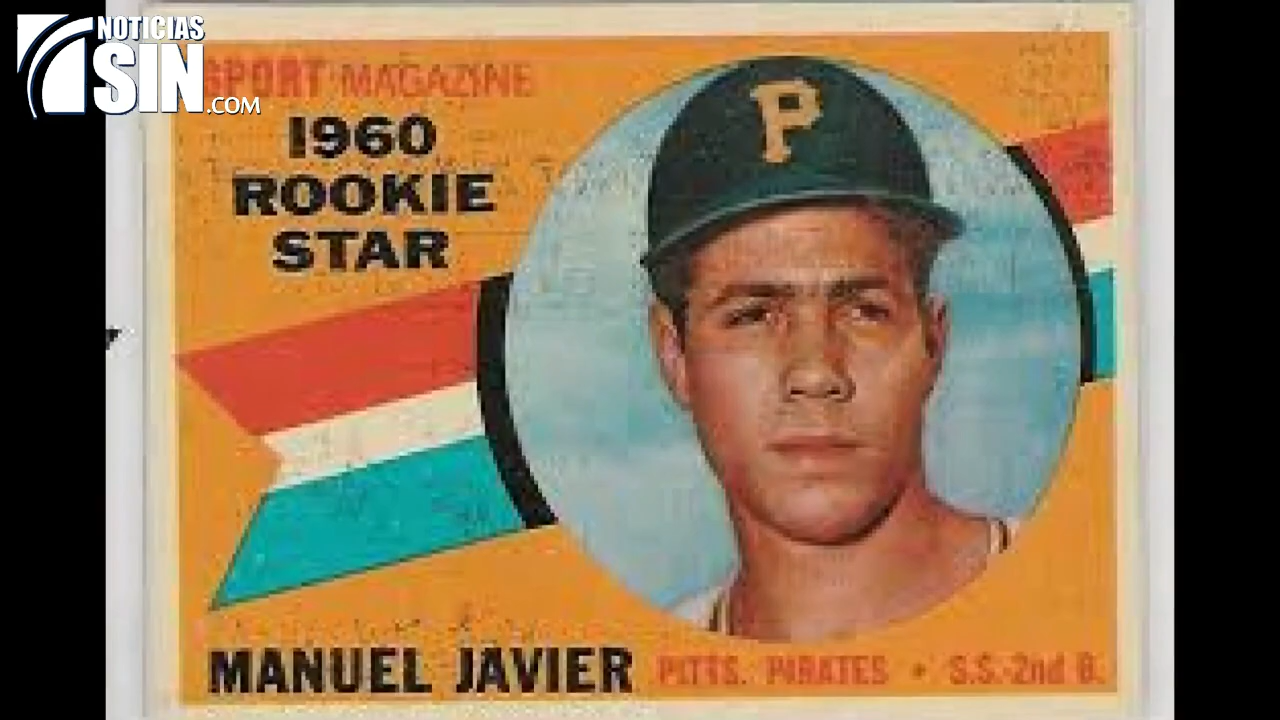 NOTICIAS
SIN.COM
SPORT MAGAZINE
1960
ROOKIE
STAR
P
MANUEL JAVIER PITTS. PIRATES • S.S.-2nd B.